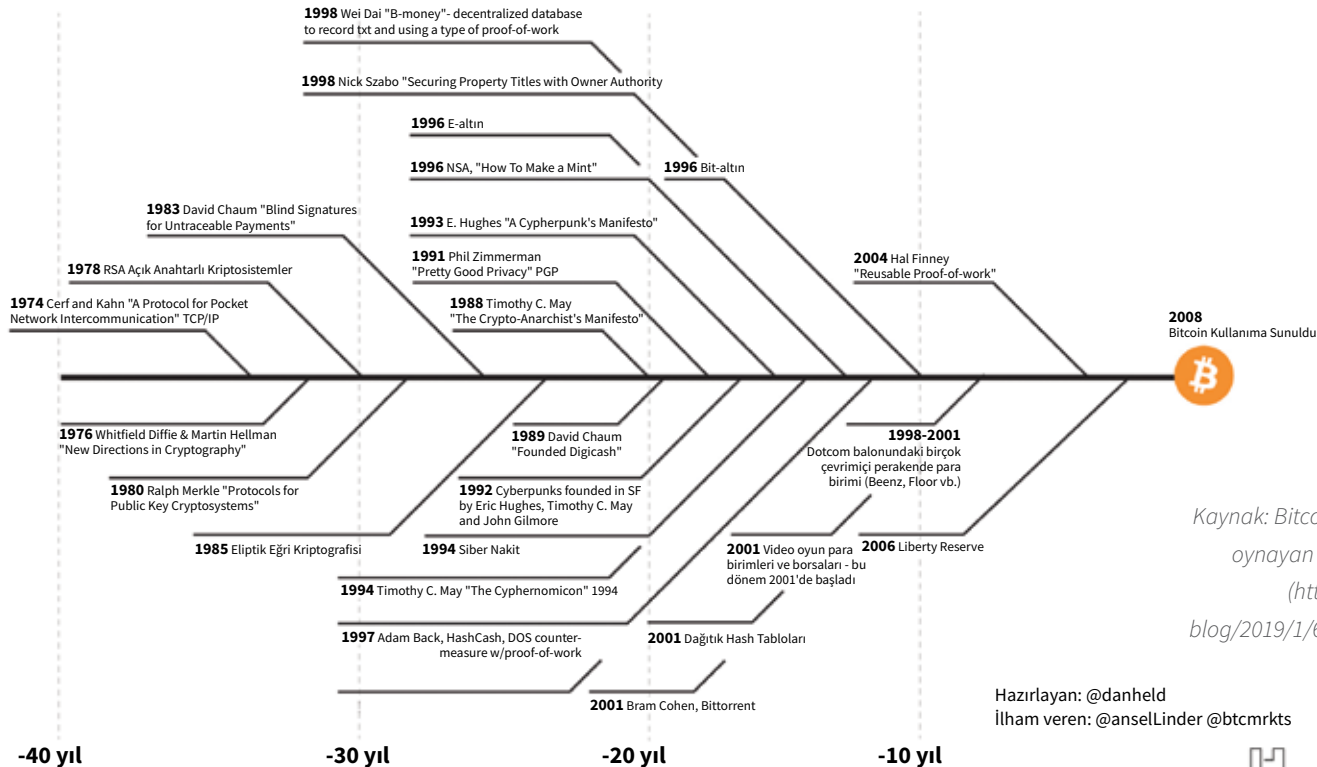 1998 Wei Dai "B-money"- decentralized database
to record txt and using a type of proof-of-work
1998 Nick Szabo "Securing Property Titles with Owner Authority
1996 E-altın
1996 NSA, "How To Make a Mint"
1996 Bit-altın
1983 David Chaum "Blind Signatures
for Untraceable Payments"
1993 E. Hughes "A Cypherpunk's Manifesto"
1991 Phil Zimmerman
"Pretty Good Privacy" PGP
2004 Hal Finney
"Reusable Proof-of-work"
1978 RSA Açık Anahtarlı Kriptosistemler
1974 Cerf and Kahn "A Protocol for Pocket
Network Intercommunication" TCP/IP
1988 Timothy C. May
"The Crypto-Anarchist's Manifesto"
2008
Bitcoin Kullanıma Sunuldu
1976 Whitfield Diffie & Martin Hellman
"New Directions in Cryptography"
1989 David Chaum
"Founded Digicash"
1998-2001
Dotcom balonundaki birçok
çevrimiçi perakende para
birimi (Beenz, Floor vb.)
1980 Ralph Merkle "Protocols for
Public Key Cryptosystems"
1992 Cyberpunks founded in SF
by Eric Hughes, Timothy C. May
and John Gilmore
1985 Eliptik Eğri Kriptografisi
1994 Siber Nakit
2001 Video oyun para
birimleri ve borsaları - bu
dönem 2001'de başladı
2006 Liberty Reserve
1994 Timothy C. May "The Cyphernomicon" 1994
1997 Adam Back, HashCash, DOS counter-
measure w/proof-of-work
2001 Dağıtık Hash Tabloları
2001 Bram Cohen, Bittorrent
Kaynak: Bitco
oynayan
(htt
blog/2019/1/6
Hazırlayan: @danheld
İlham veren: @anselLinder @btcmrkts
-40 yıl
-30 yıl
-20 yıl
-10 yıl